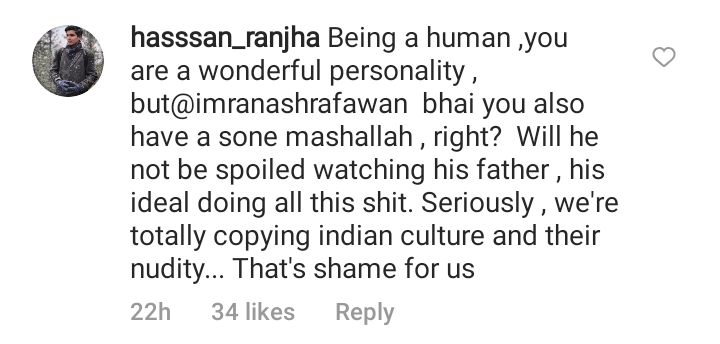 hasssan_ranjha Being a human ,you
are a wonderful personality ,
but@imranashrafawan bhai you also
have a sone mashallah , right? Will he
not be spoiled watching his father , his
ideal doing all this shit. Seriously , we're
totally copying indian culture and their
nudity... That's shame for us
22h 34 likes Reply